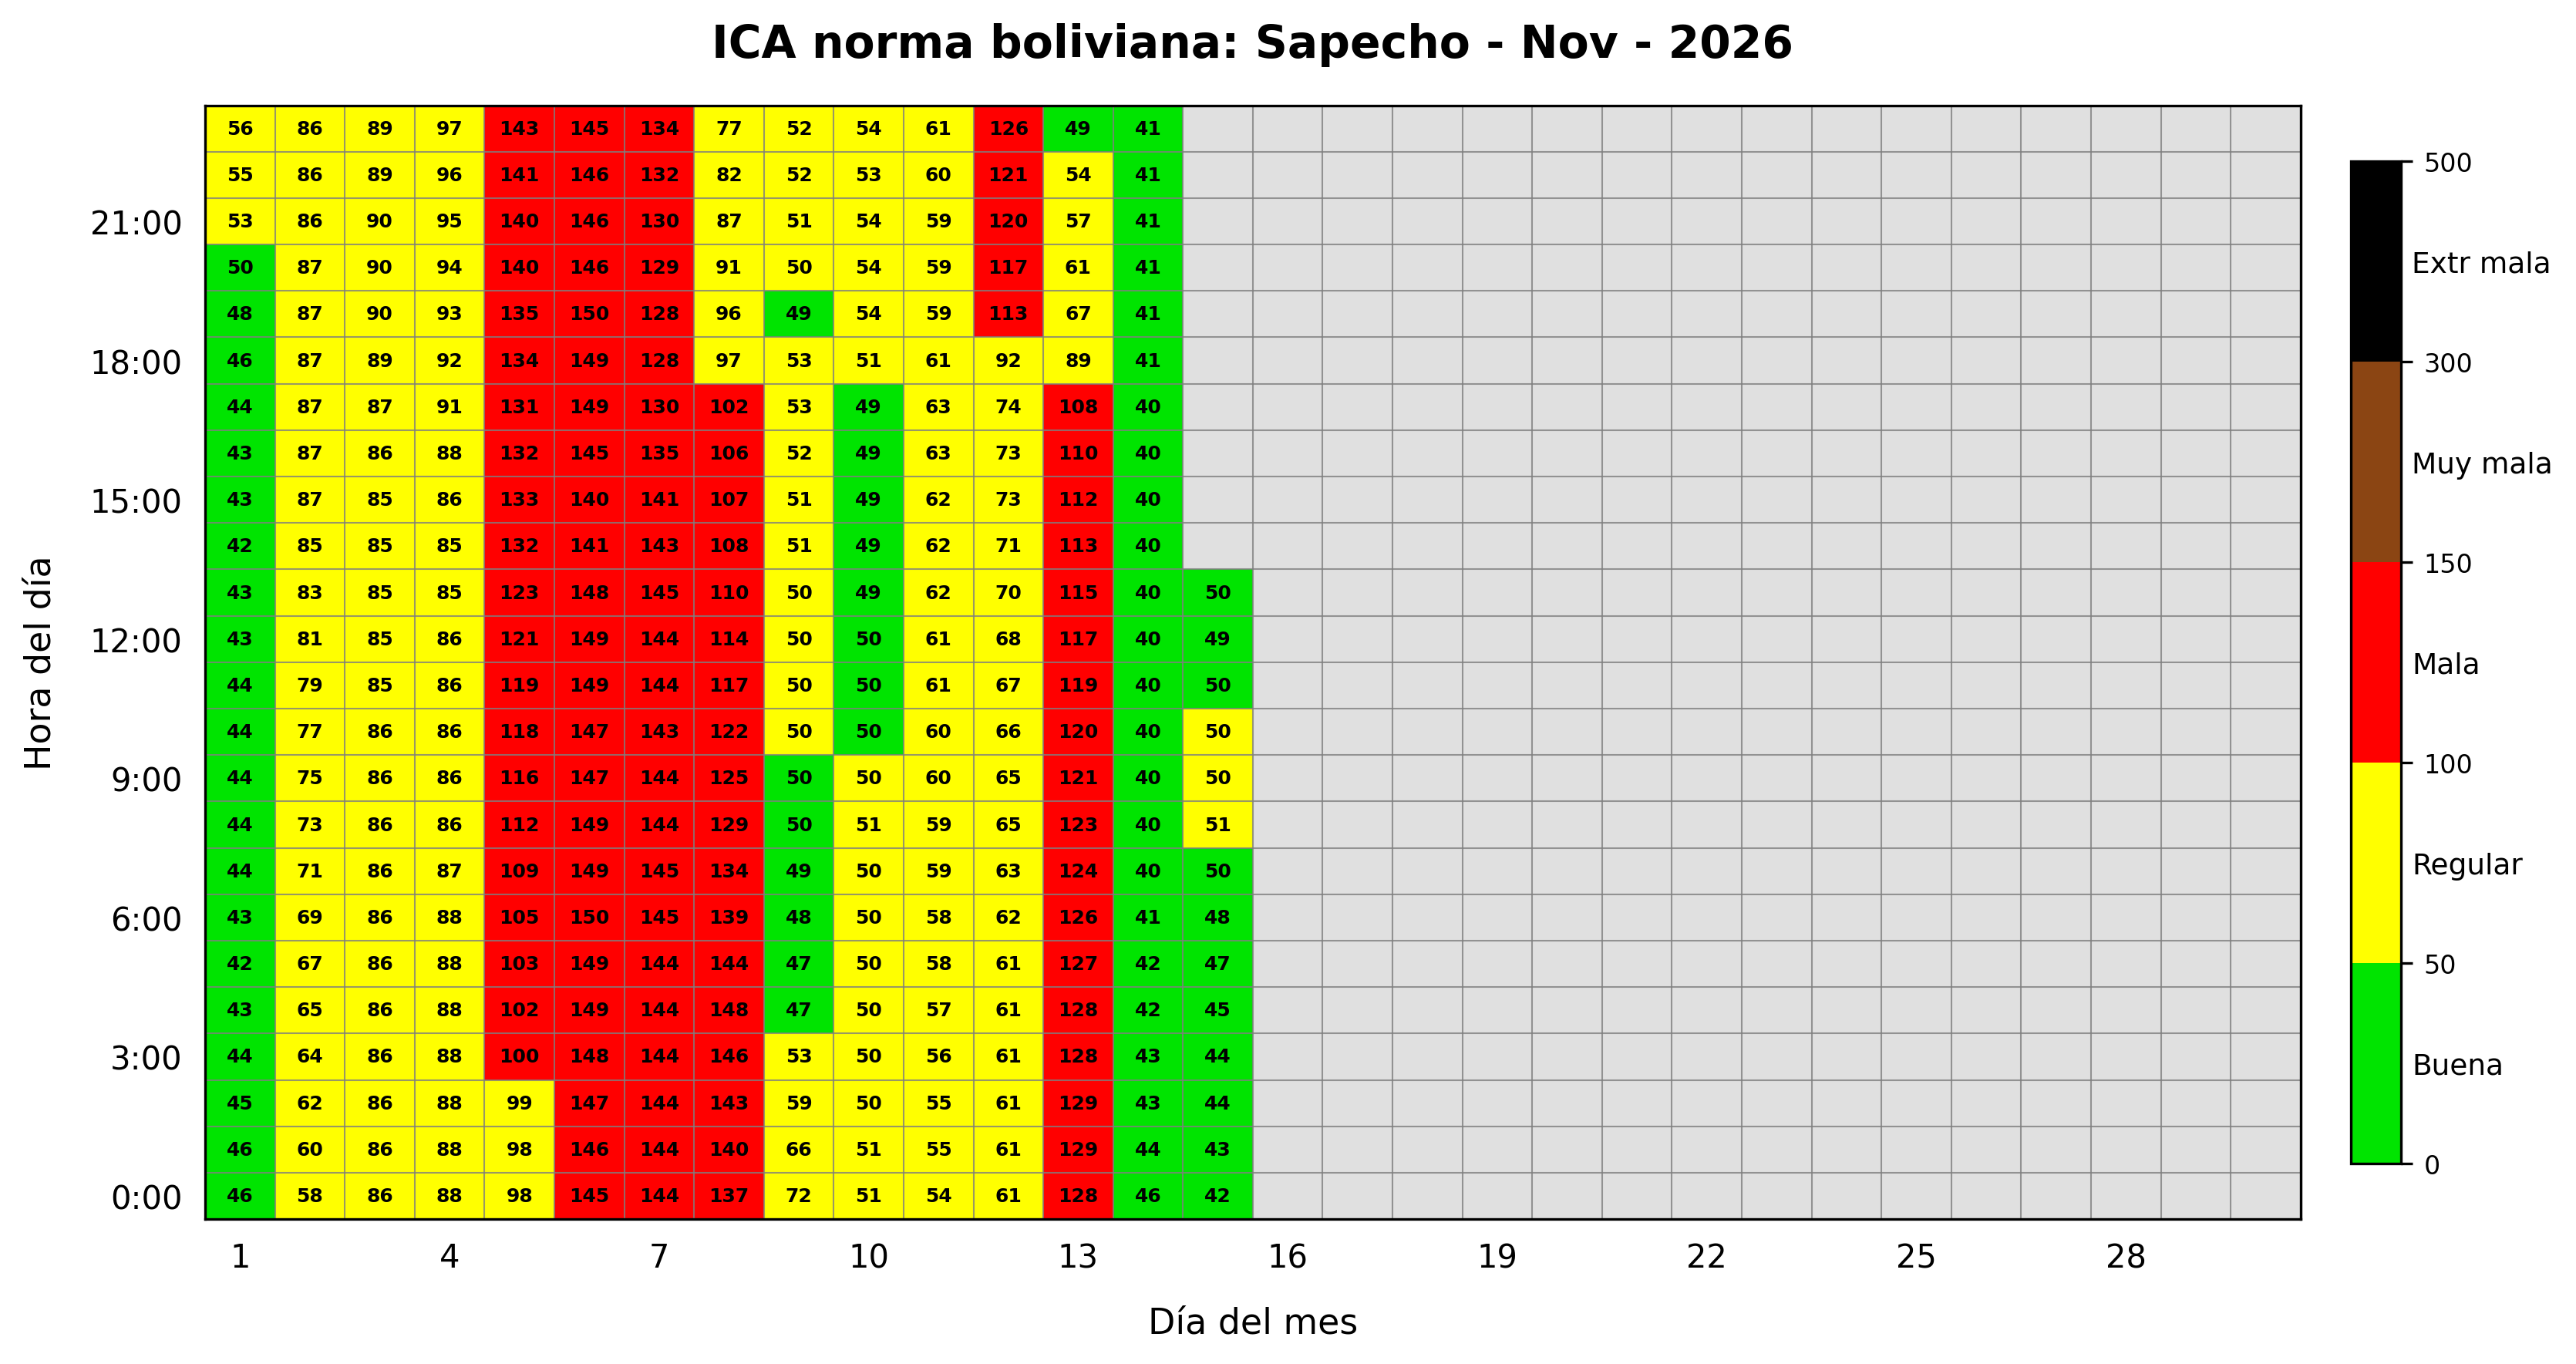 ICA norma boliviana: Sapecho - Nov - 2026
56 86 89 97 143 145 134 77 52 54 61 126 49 41
55 86 89 96 141 146 132 82 52 53 60 121 54 41
21:00 53 86 90 95 140 146 130 87 51 54 59 120 57 41
50 87 90 94 140 146 129 91 50 54 59 117 61 41
48 87 90 93 135 150 128 96 49 54 59 113 67 41
18:00 46 87 89 92 134 149 128 97 53 51 61 92 89 41
44 87 87 91 131 149 130 102 53 49 63 74 108 40
43 87 86 88 132 145 135 106 52 49 63 73 110 40
15:00 43 87 85 86 133 140 141 107 51 49 62 73 112 40
42 85 85 85 132 141 143 108 51 49 62 71 113 40
43 83 85 85 123 148 145 110 50 49 62 70 115 40 50
12:00 43 81 85 86 121 149 144 114 50 50 61 68 117 40 49
44 79 85 86 119 149 144 117 50 50 61 67 119 40 50
44 77 86 86 118 147 143 122 50 50 60 66 120 40 50
9:00 44 75 86 86 116 147 144 125 50 50 60 65 121 40 50
44 73 86 86 112 149 144 129 50 51 59 65 123 40 51
44 71 86 87 109 149 145 134 49 50 59 63 124 40 50
6:00 43 69 86 88 105 150 145 139 48 50 58 62 126 41 48
42 67 86 88 103 149 144 144 47 50 58 61 127 42 47
43 65 86 88 102 149 144 148 47 50 57 61 128 42 45
3:00 44 64 86 88 100 148 144 146 53 50 56 61 128 43 44
45 62 86 88 99 147 144 143 59 50 55 61 129 43 44
46 60 86 88 98 146 144 140 66 51 55 61 129 44 43
0:00 46 58 86 88 98 145 144 137 72 51 54 61 128 46 42
1 4 7 10 13 16 19 22 25 28
Día del mes
Hora del día
500
Extr mala
300
Muy mala
150
Mala
100
Regular
50
Buena
0